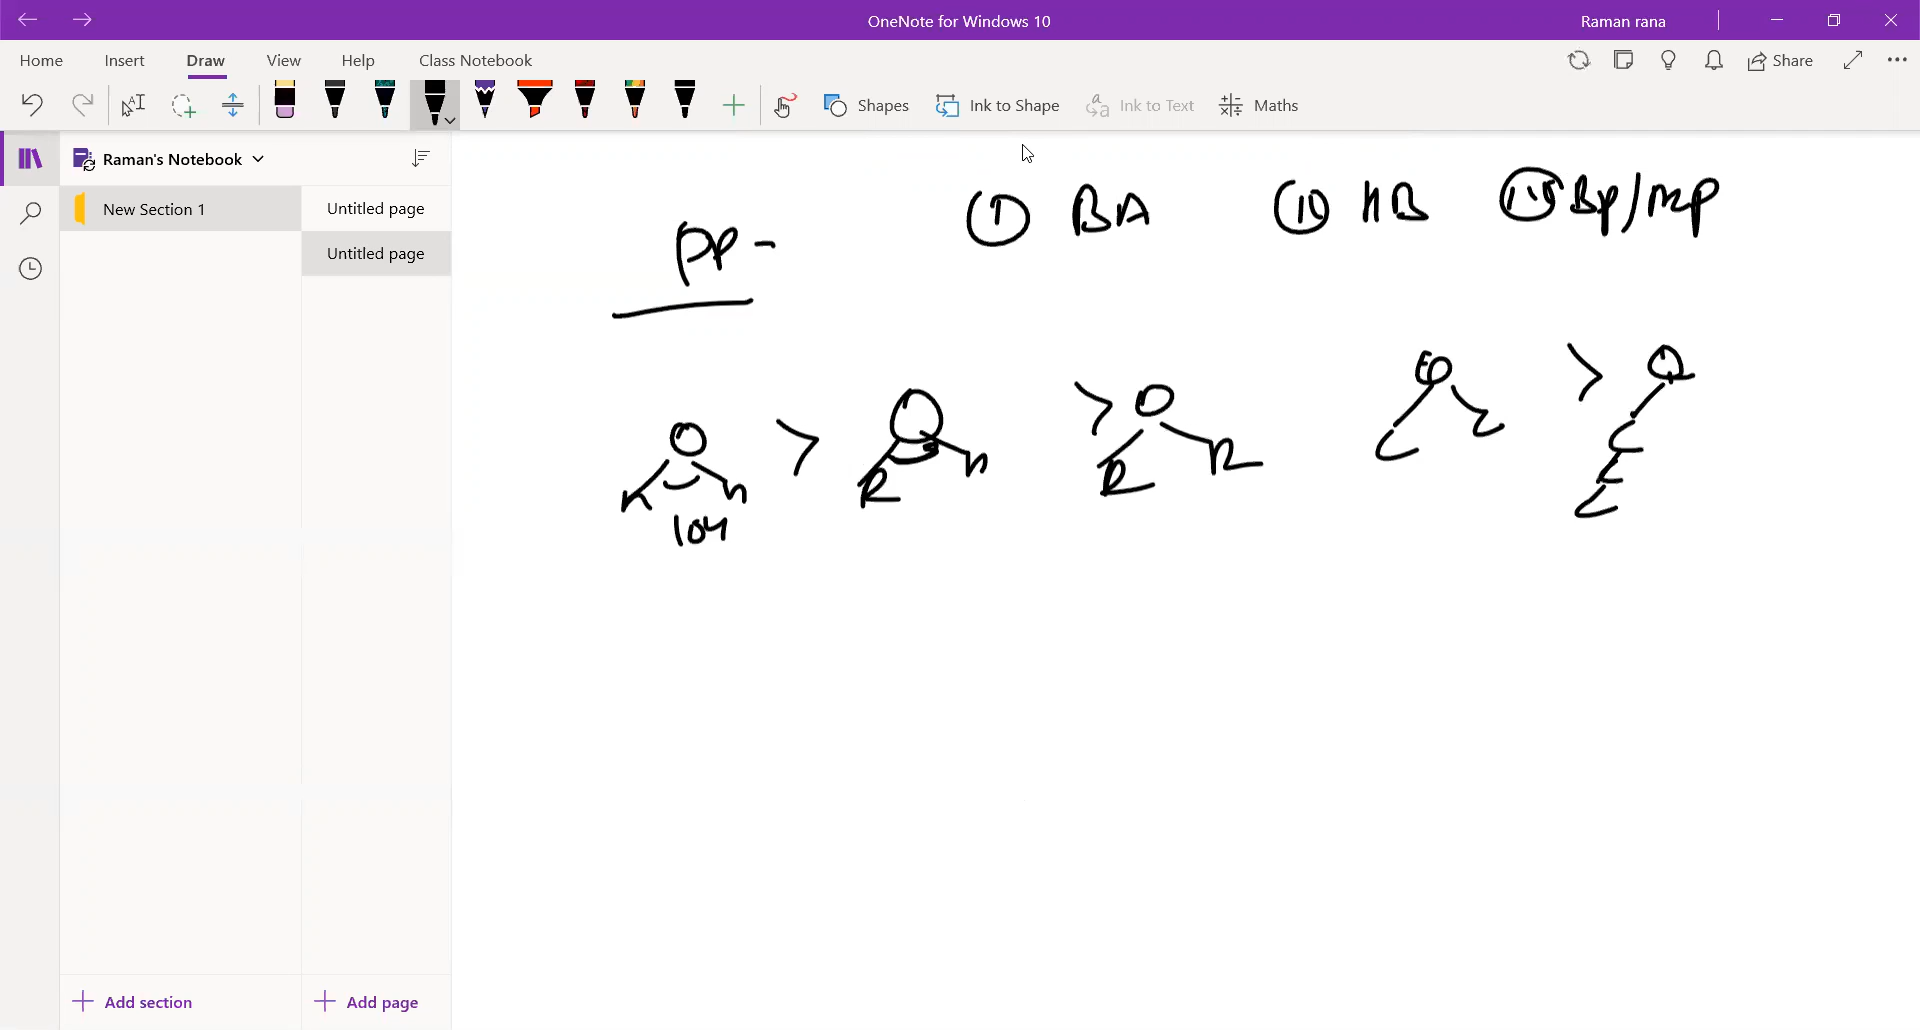 OneNote for Windows 10
Raman rana
Home Insert Draw View Help Class Notebook
Share
Shapes Ink to Shape Ink to Text Maths
Raman's Notebook
New Section 1
Untitled page
Untitled page
PP -
① BA
(ii) HB
(iii) Bp/mp
O > O > O
H H R H R R
104
O > O
C C C C C
Add section
Add page